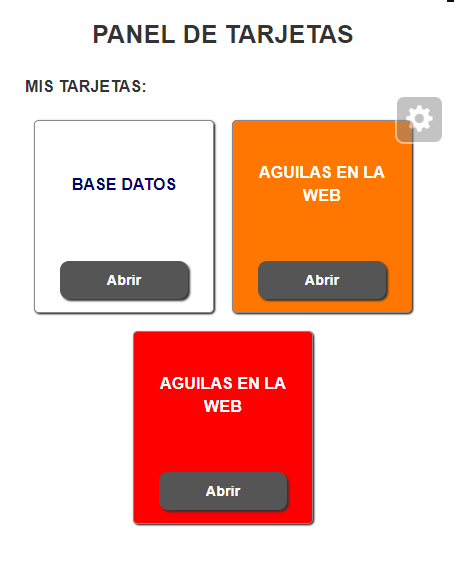 PANEL DE TARJETAS
MIS TARJETAS:
BASE DATOS
Abrir
AGUILAS EN LA
WEB
Abrir
AGUILAS EN LA
WEB
Abrir